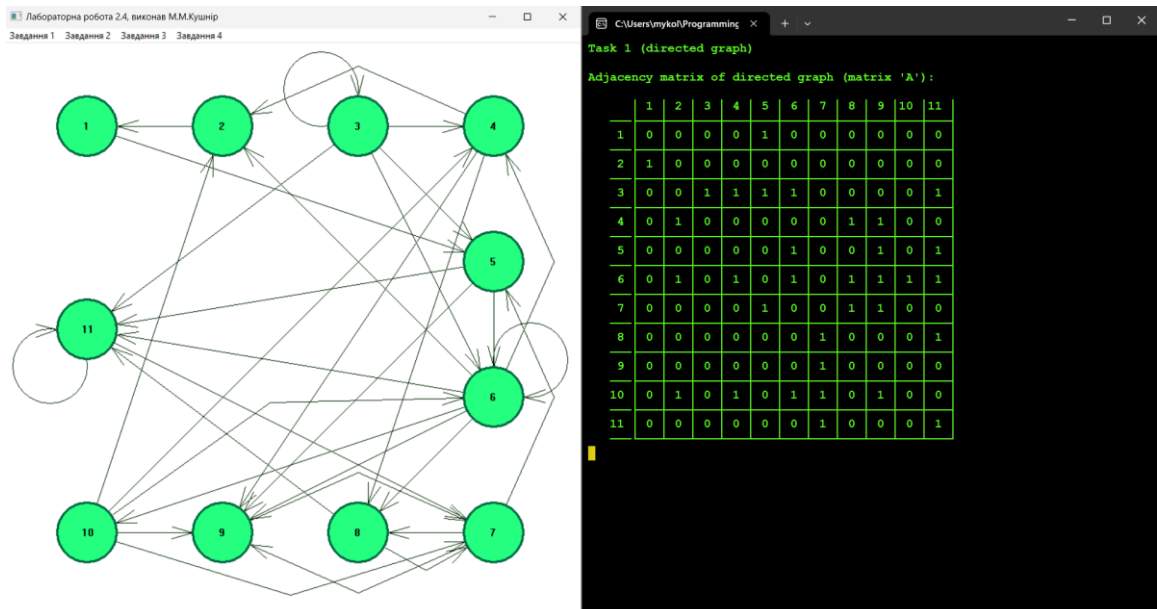 Лабораторна робота 2.4, виконав М.М.Кушнір
Завдання 1 Завдання 2 Завдання 3 Завдання 4
1 2 3 4
5
11
6
10 9 8 7
C:\Users\mykol\Programming
Task 1 (directed graph)
Adjacency matrix of directed graph (matrix 'A'):
| 1 | 2 | 3 | 4 | 5 | 6 | 7 | 8 | 9 |10 |11 |
1 | 0 | 0 | 0 | 0 | 1 | 0 | 0 | 0 | 0 | 0 | 0 |
2 | 1 | 0 | 0 | 0 | 0 | 0 | 0 | 0 | 0 | 0 | 0 |
3 | 0 | 0 | 1 | 1 | 1 | 1 | 0 | 0 | 0 | 0 | 1 |
4 | 0 | 1 | 0 | 0 | 0 | 0 | 0 | 1 | 1 | 0 | 0 |
5 | 0 | 0 | 0 | 0 | 0 | 1 | 0 | 0 | 1 | 0 | 1 |
6 | 0 | 1 | 0 | 1 | 0 | 1 | 0 | 1 | 1 | 1 | 1 |
7 | 0 | 0 | 0 | 0 | 1 | 0 | 0 | 1 | 1 | 0 | 0 |
8 | 0 | 0 | 0 | 0 | 0 | 0 | 1 | 0 | 0 | 0 | 1 |
9 | 0 | 0 | 0 | 0 | 0 | 0 | 1 | 0 | 0 | 0 | 0 |
10 | 0 | 1 | 0 | 1 | 0 | 1 | 1 | 0 | 1 | 0 | 0 |
11 | 0 | 0 | 0 | 0 | 0 | 0 | 1 | 0 | 0 | 0 | 1 |